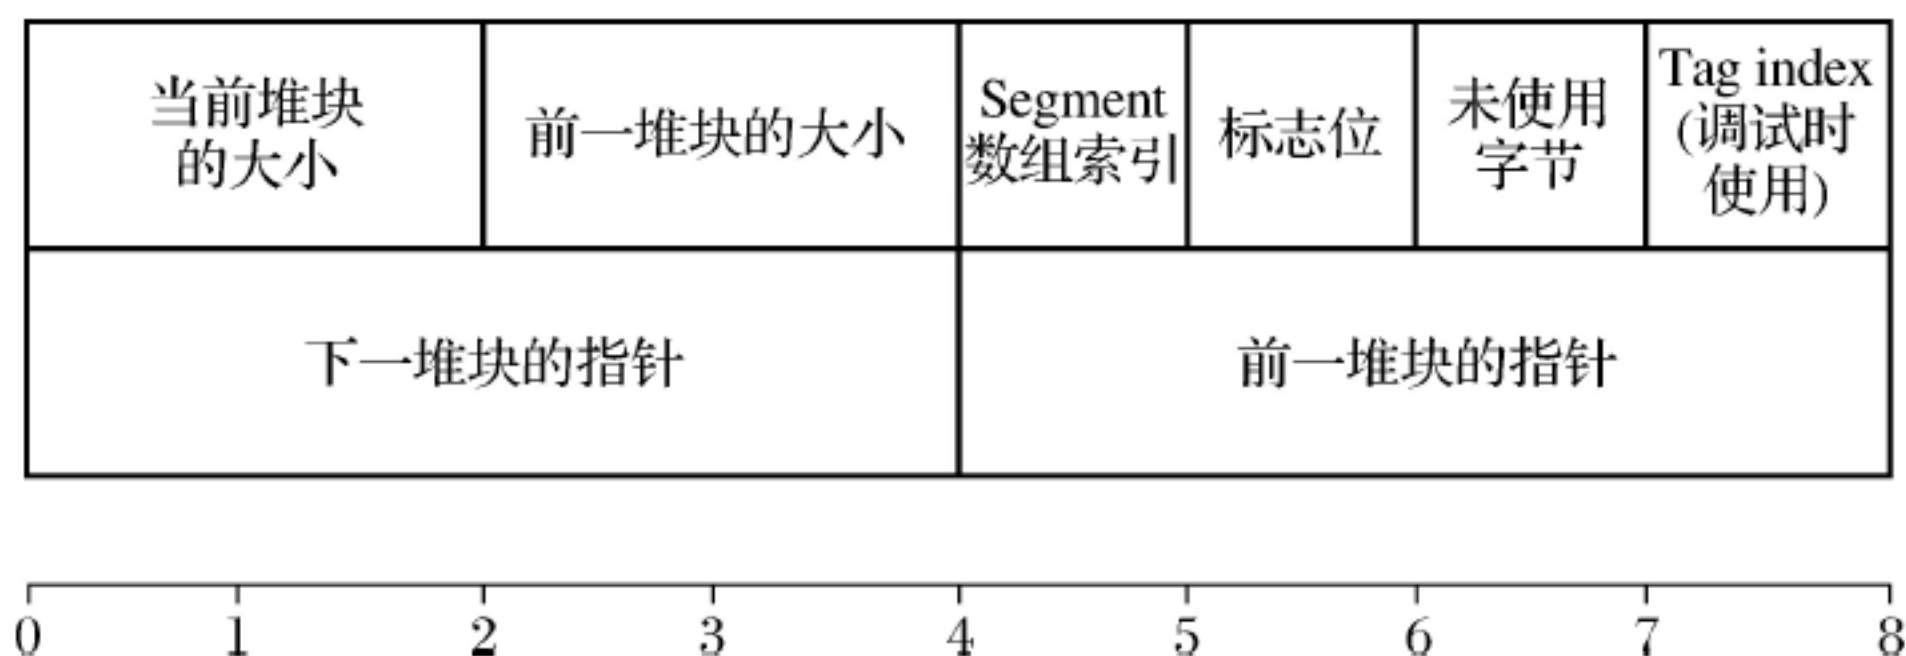 当前堆块
的大小
前一堆块的大小
Segment
数组索引
标志位
未使用
字节
Tag index
(调试时
使用)
下一堆块的指针
前一堆块的指针
0 1 2 3 4 5 6 7 8